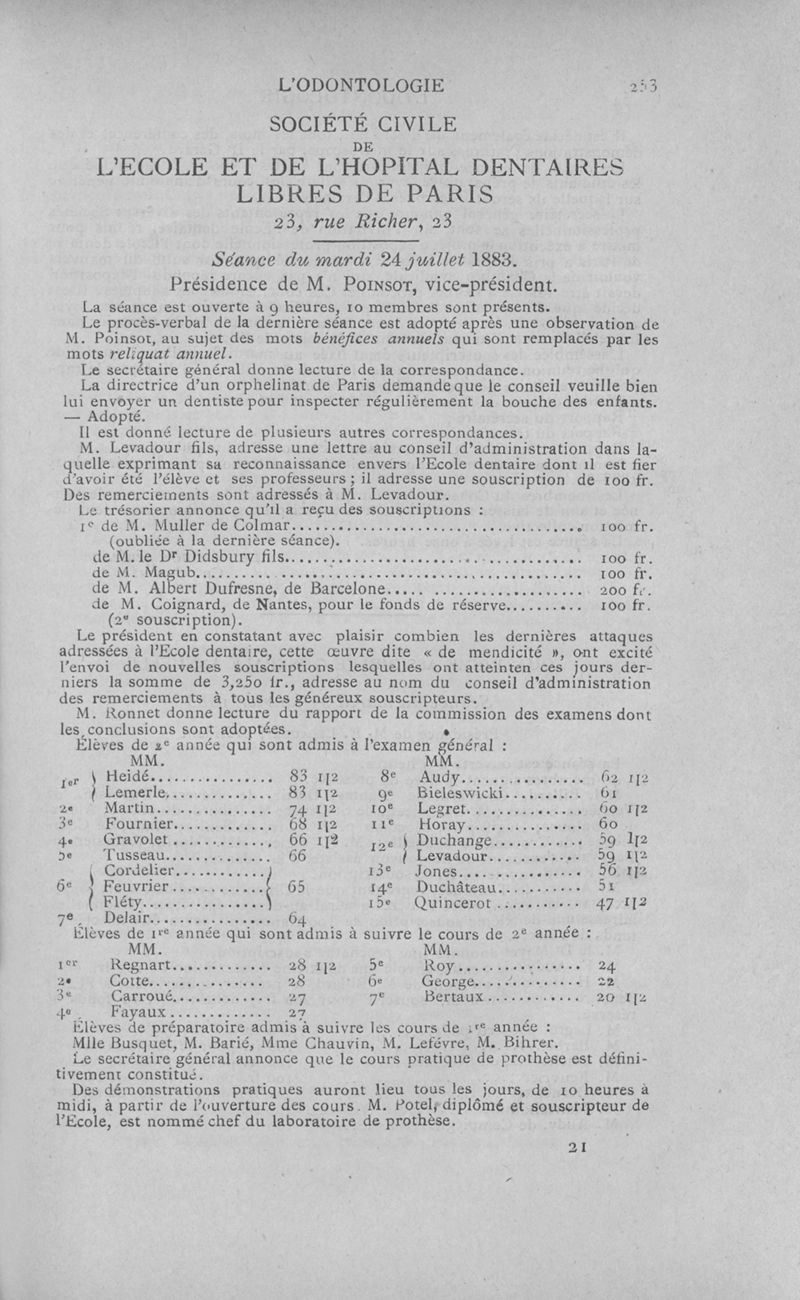 L'ODONTOLOGIE 253
SOCIÉTÉ CIVILE
DE
L'ECOLE ET DE L'HOPITAL DENTAIRES
LIBRES DE PARIS
23, rue Richer, 23
Séance du mardi 24 juillet 1883.
Présidence de M. POINSOT, vice-président.
La séance est ouverte à 9 heures, 10 membres sont présents.
Le procès-verbal de la dernière séance est adopté après une observation de
M. Poinsot, au sujet des mots bénéfices annuels qui sont remplacés par les
mots reliquat annuel.
Le secrétaire général donne lecture de la correspondance.
La directrice d'un orphelinat de Paris demande que le conseil veuille bien
lui envoyer un dentiste pour inspecter régulièrement la bouche des enfants.
— Adopté.
Il est donné lecture de plusieurs autres correspondances.
M. Levadour fils, adresse une lettre au conseil d'administration dans la-
quelle exprimant sa reconnaissance envers l'Ecole dentaire dont il est fier
d'avoir été l'élève et ses professeurs ; il adresse une souscription de 100 fr.
Des remerciements sont adressés à M. Levadour.
Le trésorier annonce qu'il a reçu des souscriptions :
1e de M. Muller de Colmar........ 100 fr.
(oubliée à la dernière séance).
de M. le Dr Didsbury fils........ 100 fr.
de M. Magub........ 100 fr.
de M. Albert Dufresne, de Barcelone........ 200 fr.
de M. Coignard, de Nantes, pour le fonds de réserve........ 100 fr.
(2e souscription).
Le président en constatant avec plaisir combien les dernières attaques
adressées à l'Ecole dentaire, cette œuvre dite « de mendicité », ont excité
l'envoi de nouvelles souscriptions lesquelles ont atteinten ces jours der-
niers la somme de 3,250 fr., adresse au nom du conseil d'administration
des remerciements à tous les généreux souscripteurs.
M. Ronnet donne lecture du rapport de la commission des examens dont
les conclusions sont adoptées.
Élèves de 2e année qui sont admis à l'examen général :
MM. MM.
1er { Heidé........ 83 1|2 8e Audy........ 62 1|2
{ Lemerle........ 83 1|2 9e Bieleswicki........ 61
2e Martin........ 74 1|2 10e Legret........ 60 1|2
3e Fournier........ 68 1|2 11e Horay........ 60
4e Gravolet........ 66 1|2 12e { Duchange........ 59 1|2
5e Tusseau........ 66 { Levadour........ 59 1|2
{ Cordelier........ } 13e Jones........ 56 1|2
6e { Feuvrier........ } 65 14e Duchâteau........ 51
{ Fléty........ } 15e Quincerot........ 47 1|2
7e Delair........ 64
Élèves de 1re année qui sont admis à suivre le cours de 2e année :
MM. MM.
1er Regnart........ 28 1|2 5e Roy........ 24
2e Cotte........ 28 6e George........ 22
3e Carroué........ 27 7e Bertaux........ 20 1|2
4e Fayaux........ 27
Élèves de préparatoire admis à suivre les cours de 1re année :
Mlle Busquet, M. Barié, Mme Chauvin, M. Lefévre, M. Bihrer.
Le secrétaire général annonce que le cours pratique de prothèse est défini-
tivement constitué.
Des démonstrations pratiques auront lieu tous les jours, de 10 heures à
midi, à partir de l'ouverture des cours. M. Potel, diplômé et souscripteur de
l'Ecole, est nommé chef du laboratoire de prothèse.
21